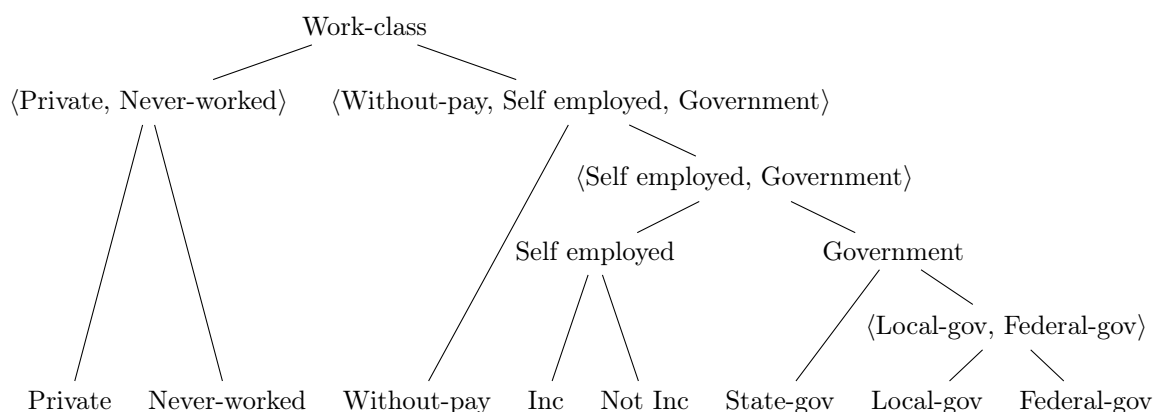 Work-class
⟨Private, Never-worked⟩ ⟨Without-pay, Self employed, Government⟩
⟨Self employed, Government⟩
Self employed Government
⟨Local-gov, Federal-gov⟩
Private Never-worked Without-pay Inc Not Inc State-gov Local-gov Federal-gov